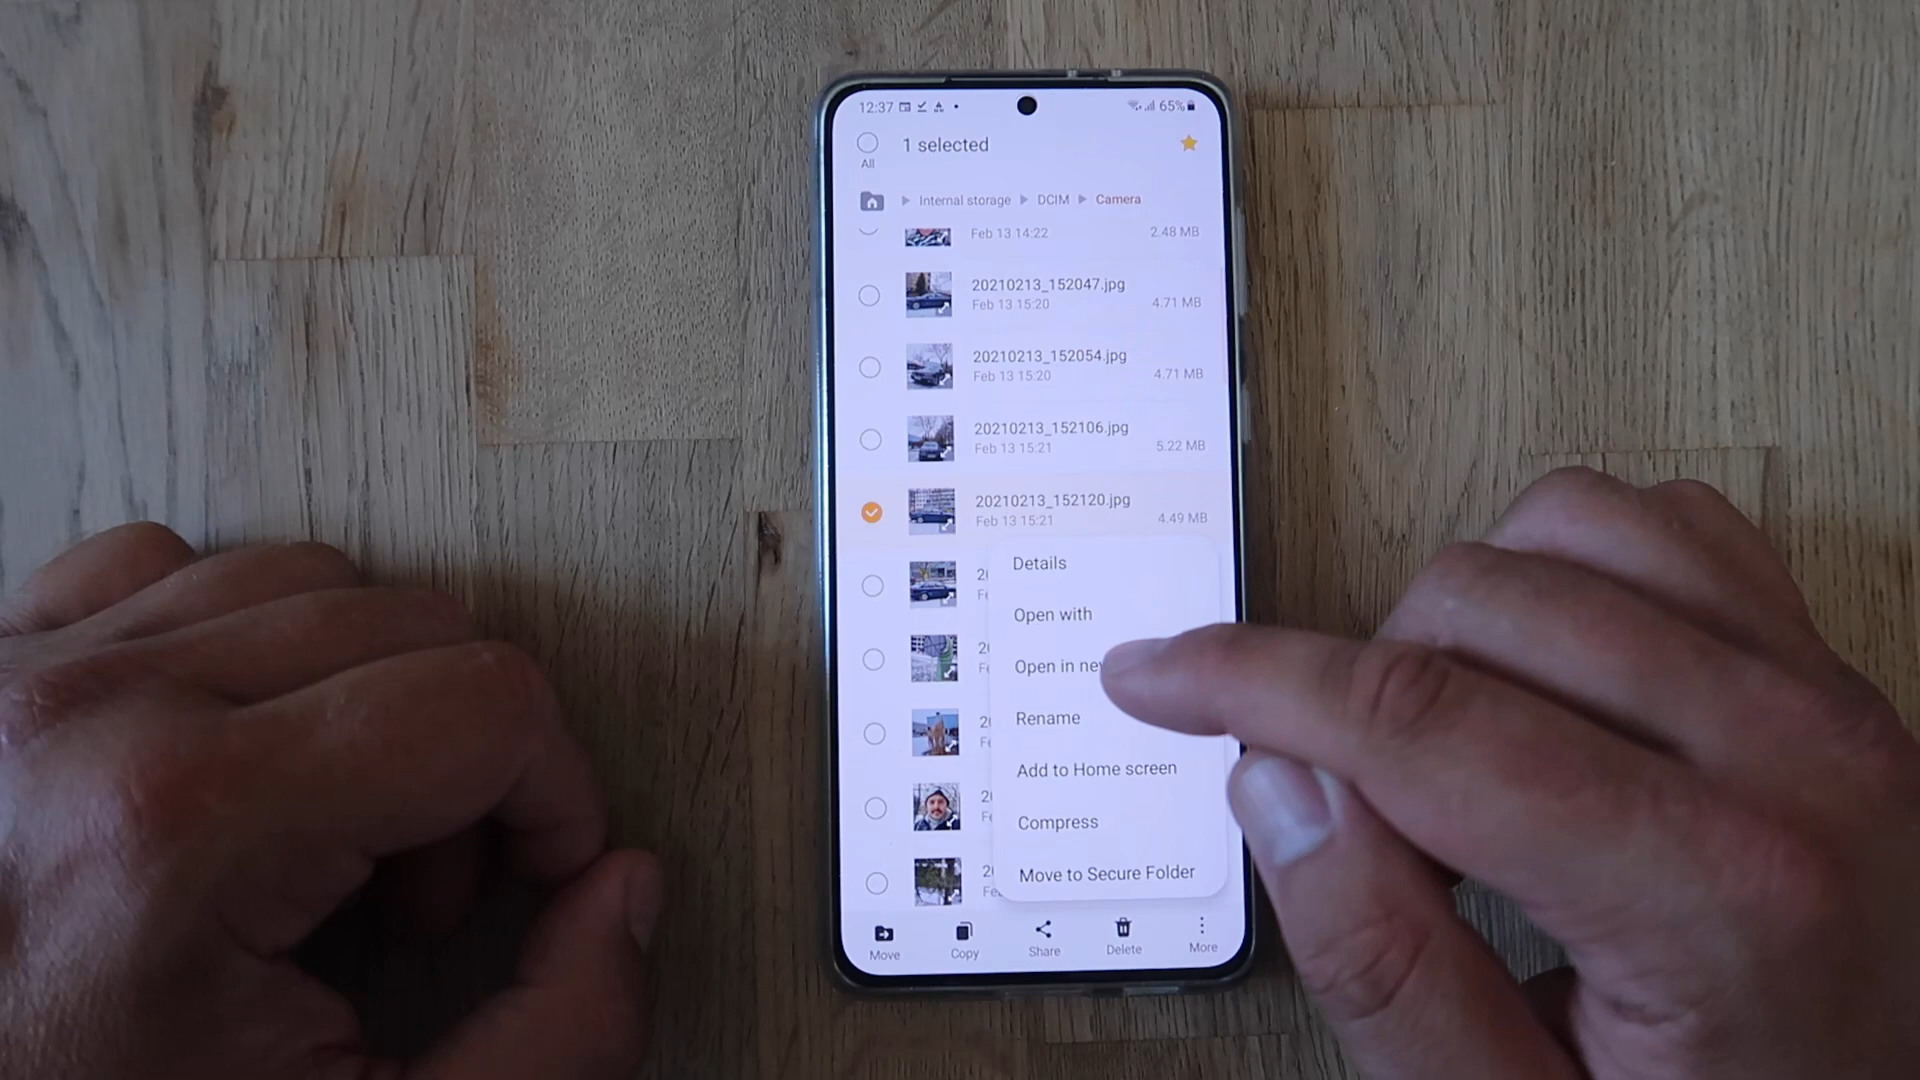 12:37 65%
1 selected
All
Internal storage DCIM Camera
Feb 13 14:22 2.48 MB
20210213_152047.jpg
Feb 13 15:20 4.71 MB
20210213_152054.jpg
Feb 13 15:20 4.71 MB
20210213_152106.jpg
Feb 13 15:21 5.22 MB
20210213_152120.jpg
Feb 13 15:21 4.49 MB
Details
Open with
Open in
Rename
Add to Home screen
Compress
Move to Secure Folder
Move Copy Share Delete More